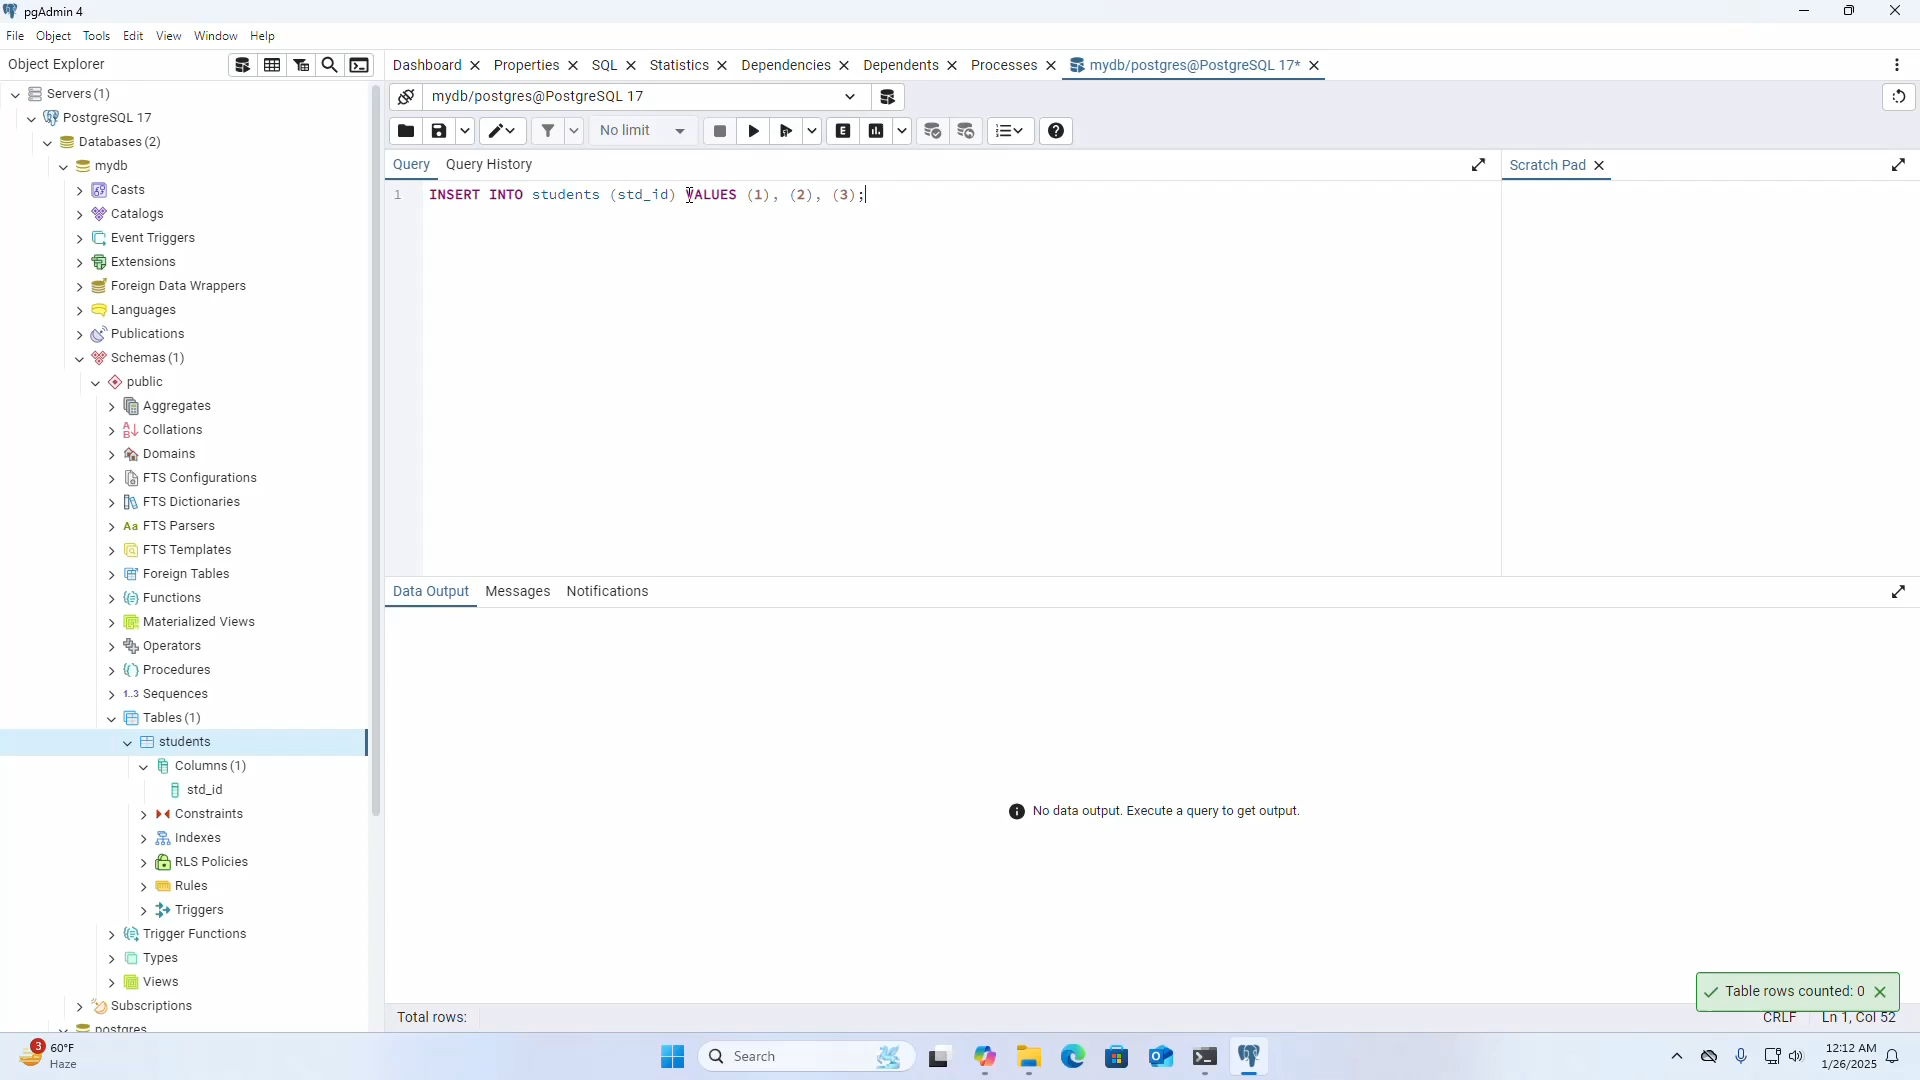 pgAdmin 4
File Object Tools Edit View Window Help
Object Explorer
Dashboard Properties SQL Statistics Dependencies Dependents Processes mydb/postgres@PostgreSQL 17*
Servers (1)
mydb/postgres@PostgreSQL 17
PostgreSQL 17
No limit
E
Databases (2)
mydb
Query Query History
Scratch Pad
Casts
1 INSERT INTO students (std_id) VALUES (1), (2), (3);
Catalogs
Event Triggers
Extensions
Foreign Data Wrappers
Languages
Publications
Schemas (1)
public
Aggregates
Collations
Domains
FTS Configurations
FTS Dictionaries
Aa FTS Parsers
FTS Templates
Foreign Tables
Functions
Data Output Messages Notifications
Materialized Views
Operators
Procedures
1..3 Sequences
Tables (1)
students
Columns (1)
std_id
No data output. Execute a query to get output.
Constraints
Indexes
RLS Policies
Rules
Triggers
Trigger Functions
Types
Views
Table rows counted: 0
Subscriptions
Total rows:
CRLF Ln 1, Col 52
postgres
3
60°F
Haze
Search
12:12 AM
1/26/2025